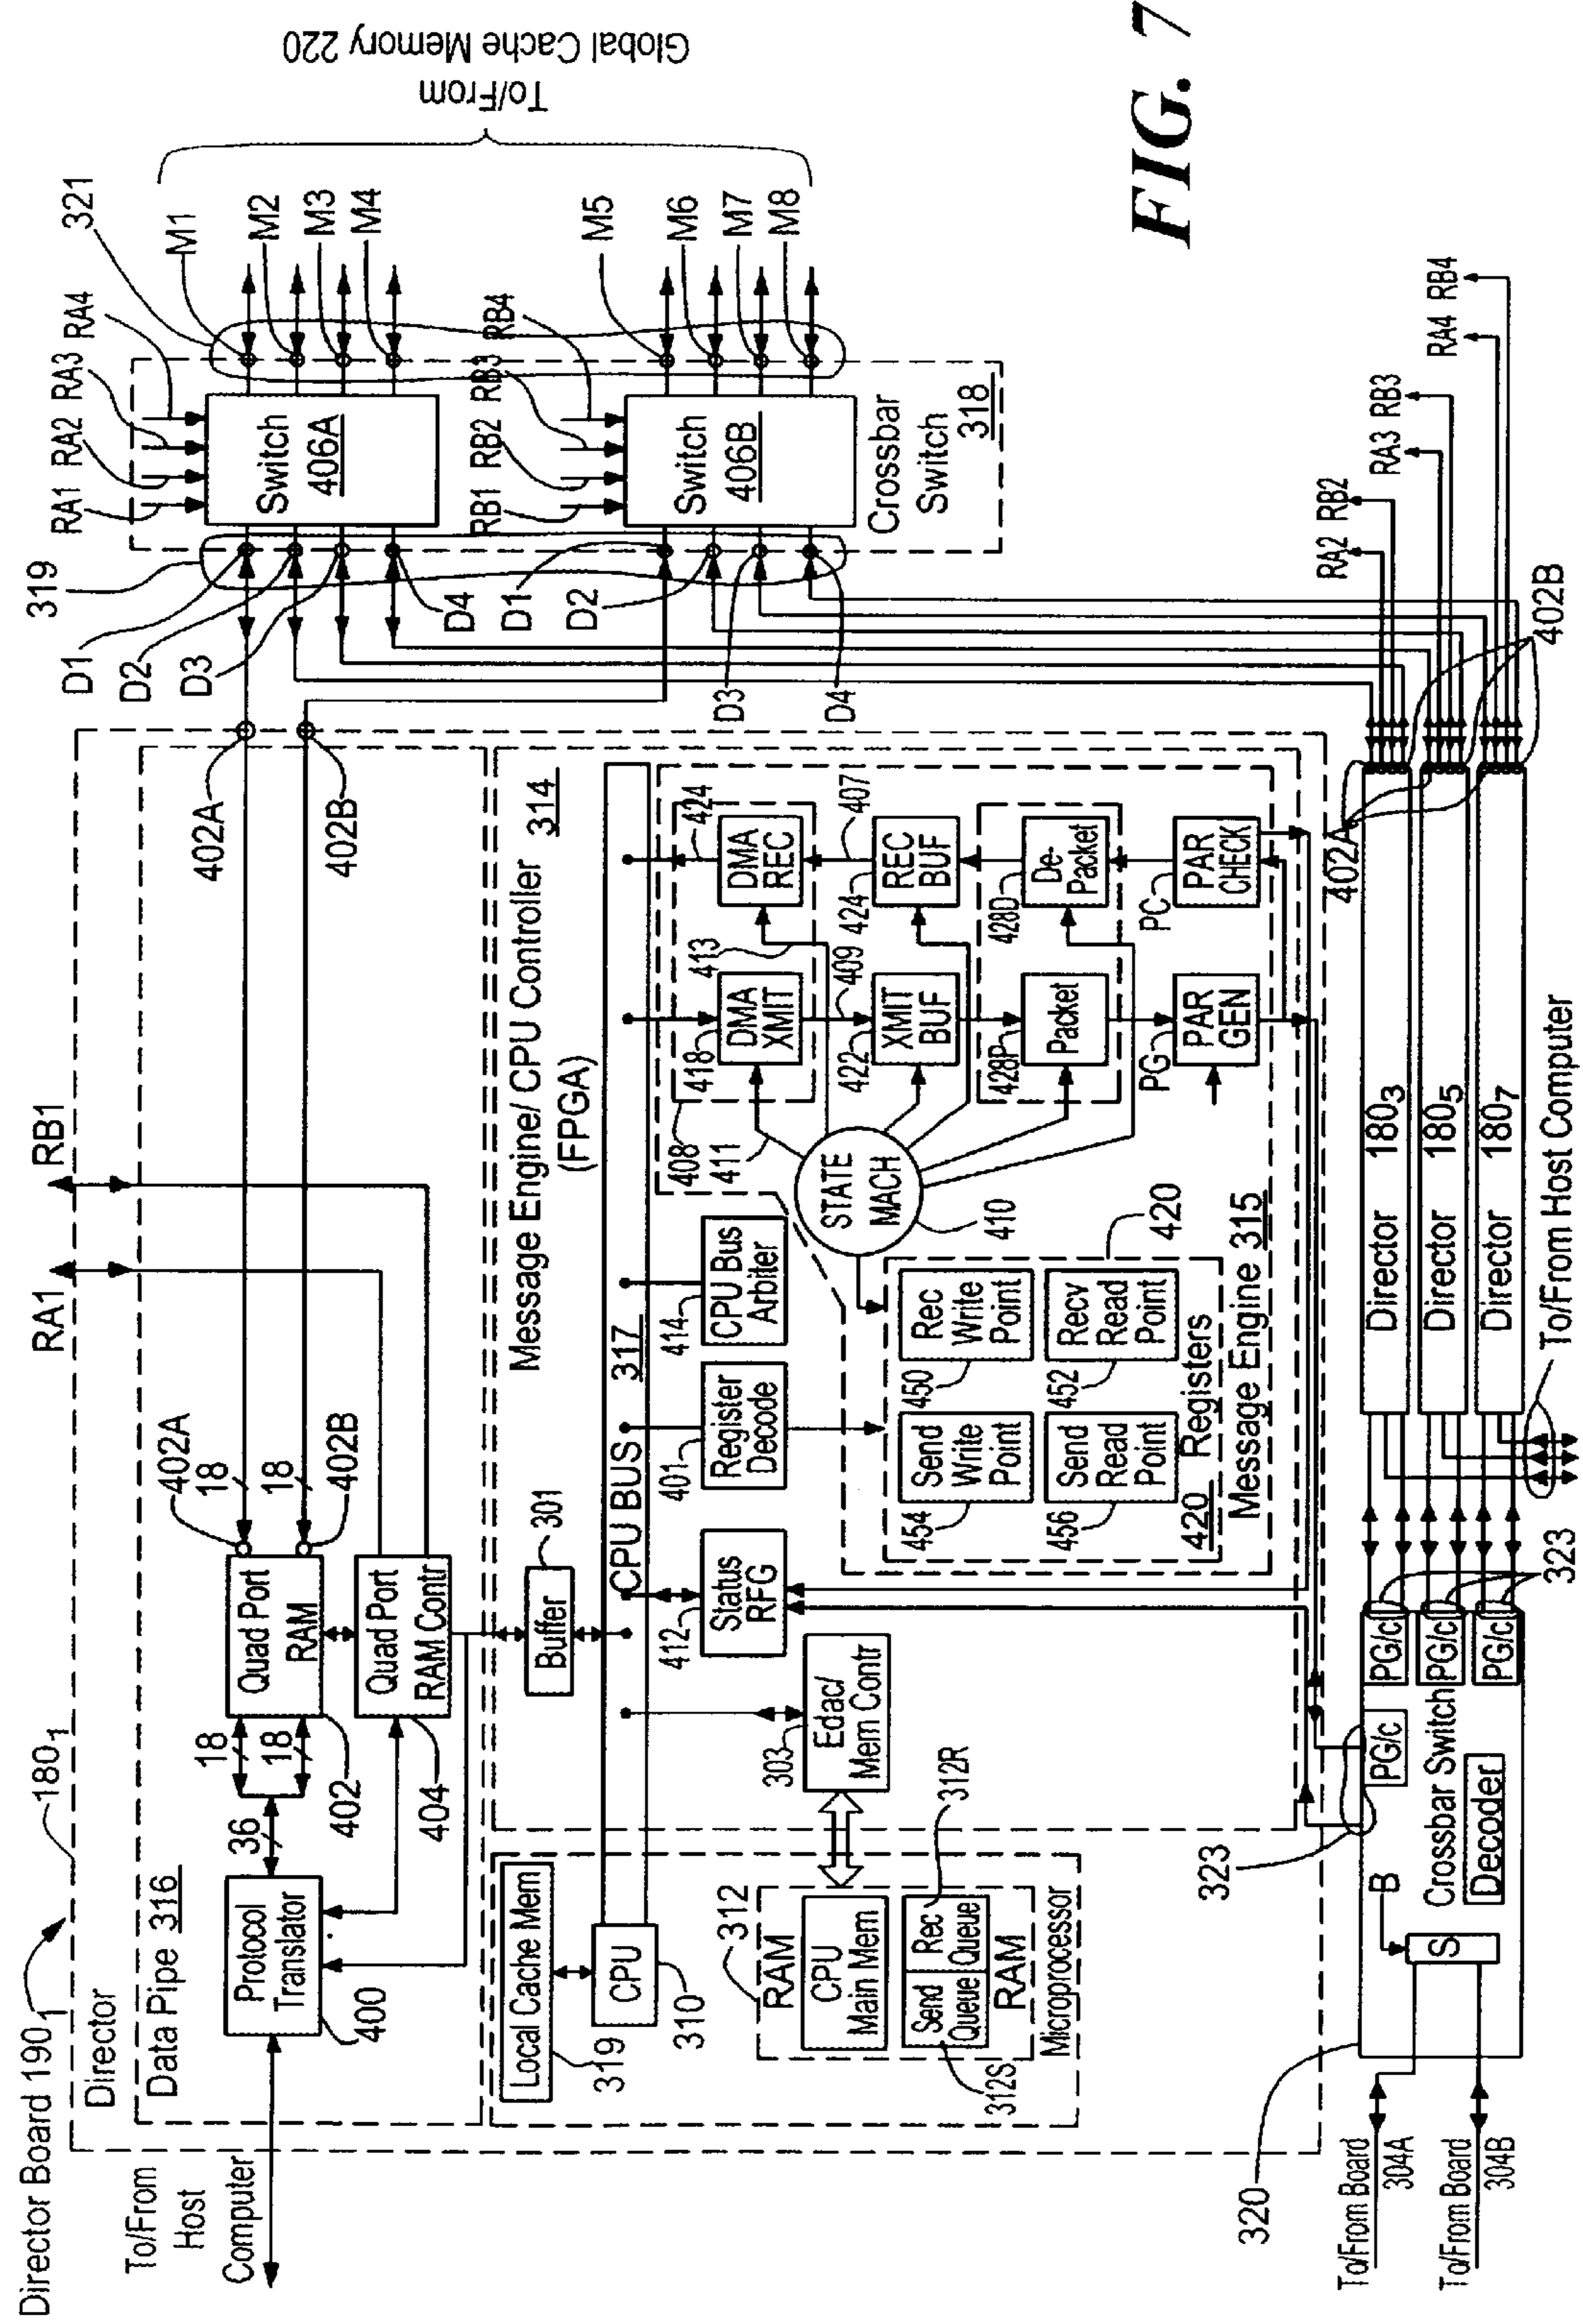 Director Board 190₁
180₁
Director
To/From
Host
Computer
Data Pipe 316
Protocol
Translator
400
36
18
18
Quad Port
RAM
402
Quad Port
RAM Contr
404
402A
18
18
402B
RA1
RB1
402A
402B
Local Cache Mem
319
CPU
310
RAM
312
CPU
Main Mem
Send
Queue
Rec
Queue
RAM
312S
312R
Microprocessor
Message Engine/ CPU Controller
314
(FPGA)
Buffer
301
CPU BUS
317
303
Edac/
Mem Contr
412
Status
RFG
401
Register
Decode
414
CPU Bus
Arbiter
408
411
418
DMA
XMIT
413
DMA
REC
424
409
407
422
XMIT
BUF
424
REC
BUF
428P
Packet
428D
De-
Packet
PG
PAR
GEN
PC
PAR
CHECK
STATE
MACH
410
420
454
Send
Write
Point
450
Rec
Write
Point
456
Send
Read
Point
452
Recv
Read
Point
420 Registers
Message Engine 315
319
D1
D2
D3
D4
D1
D2
D3
D4
RA1
RA2
RA3
RA4
Switch
406A
RB1
RB2
RB3
RB4
Switch
406B
Crossbar
Switch
318
321
M1
M2
M3
M4
M5
M6
M7
M8
To/From
Global Cache Memory 220
320
To/From Board
304A
To/From Board
304B
S
B
323
PG/c
Crossbar Switch
Decoder
PG/c
PG/c
PG/c
323
To/From Host Computer
Director 180₃
Director 180₅
Director 180₇
402A
402B
RA2
RB2
RA3
RB3
RA4
RB4
FIG. 7